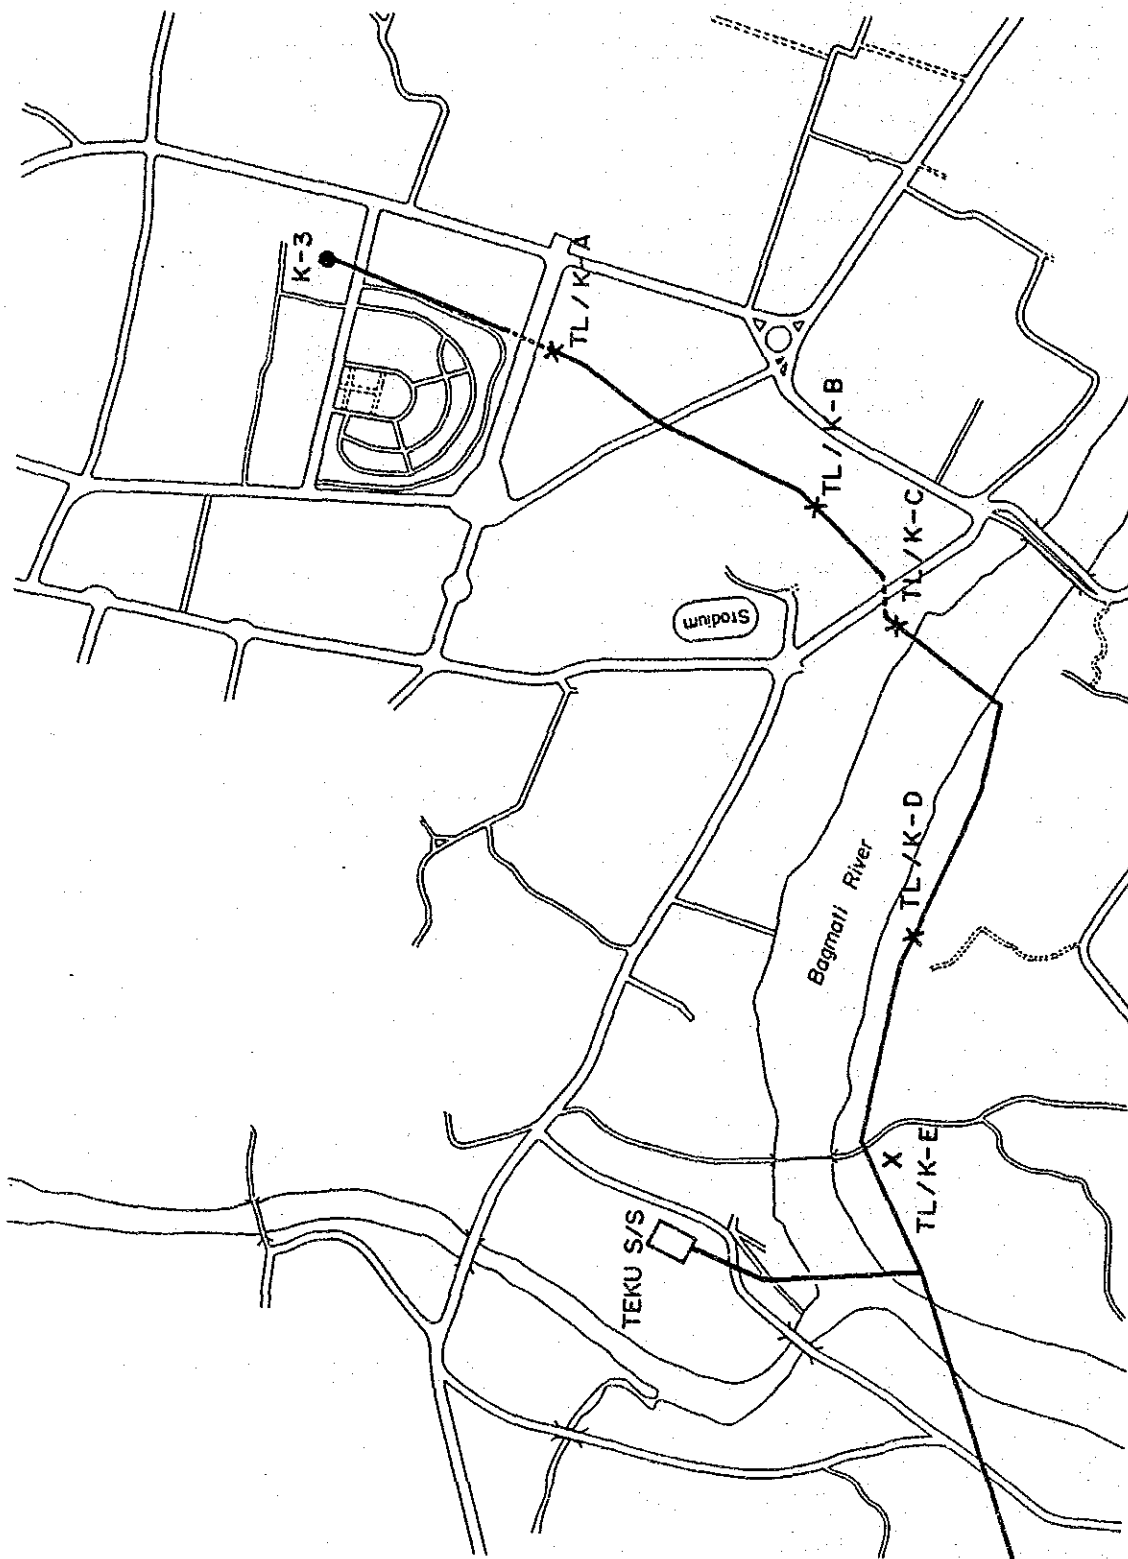 K-3
TL/K-A
TL/K-B
TL/K-C
Stadium
TL/K-D
Bagmati River
TL/K-E
TEKU S/S